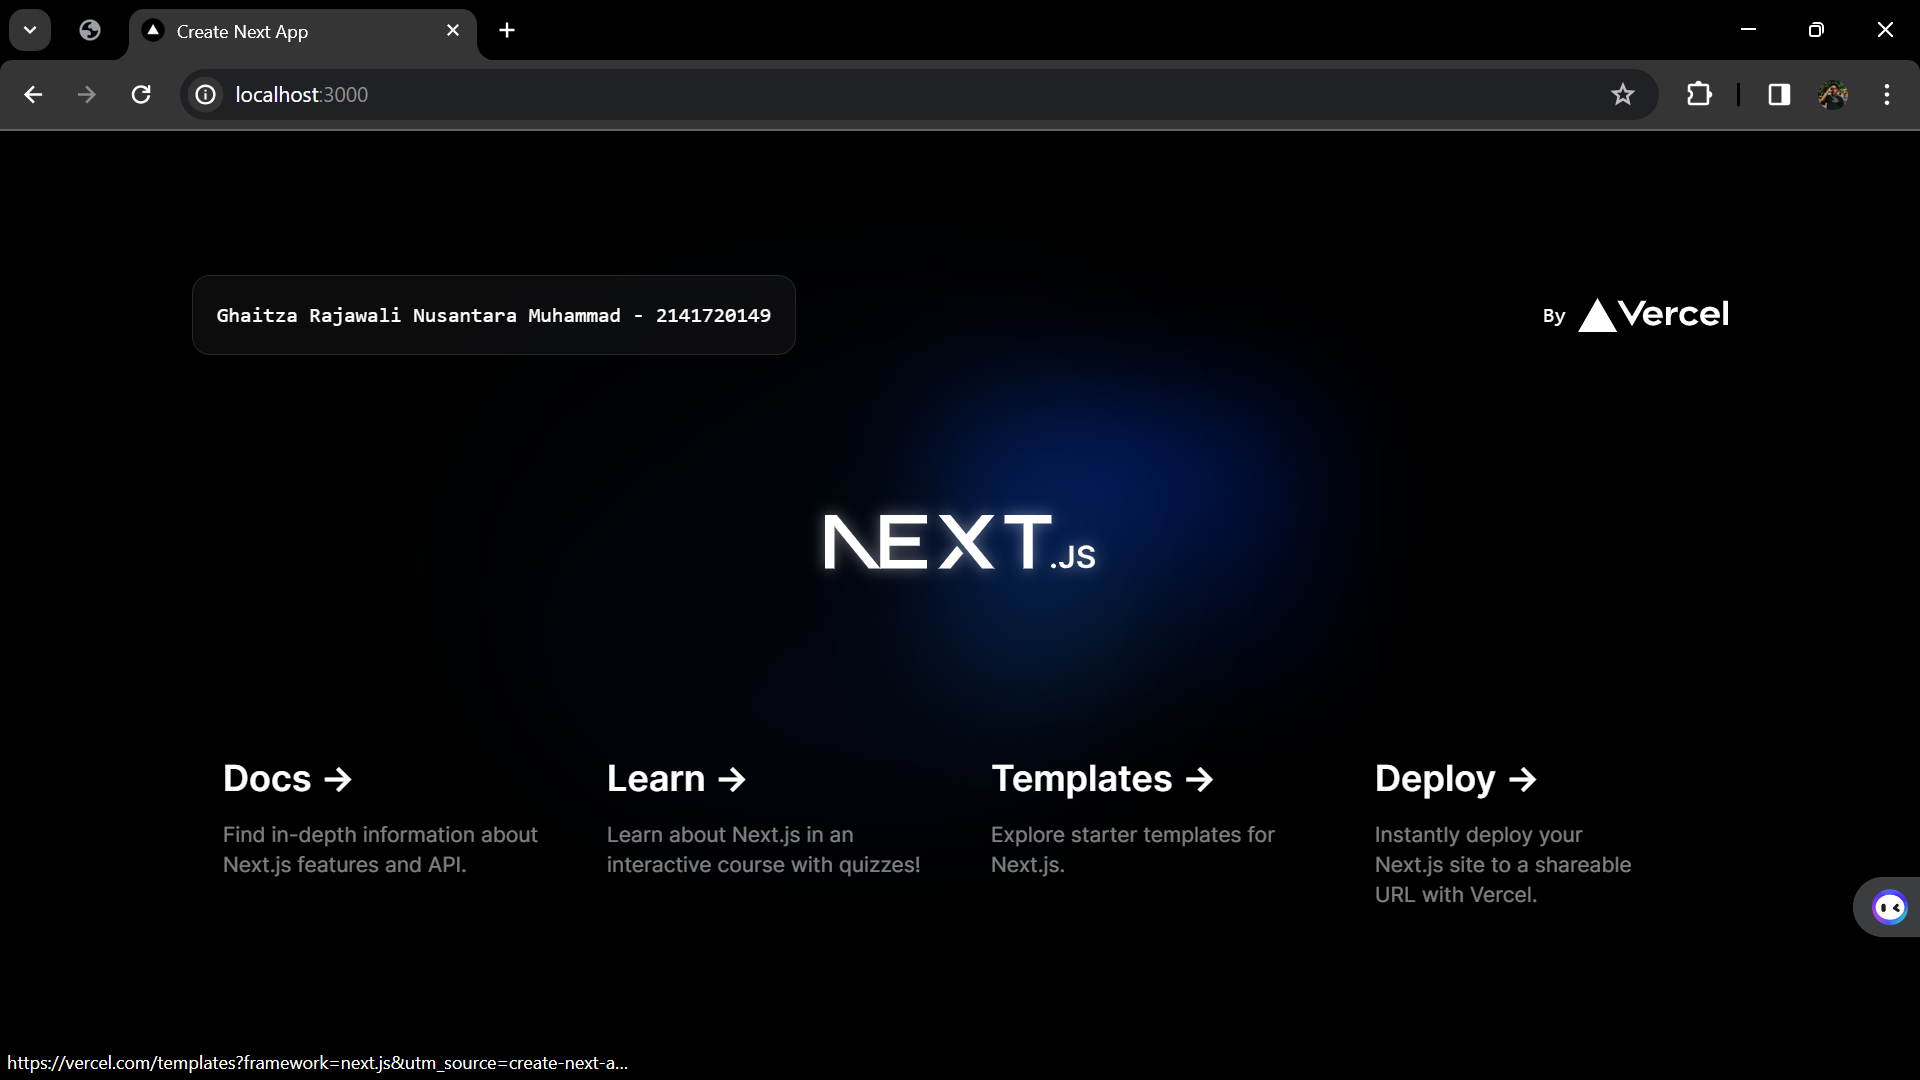 Create Next App
localhost:3000
Ghaitza Rajawali Nusantara Muhammad - 2141720149
By Vercel
NEXT.JS
Docs ->
Find in-depth information about
Next.js features and API.
Learn ->
Learn about Next.js in an
interactive course with quizzes!
Templates ->
Explore starter templates for
Next.js.
Deploy ->
Instantly deploy your
Next.js site to a shareable
URL with Vercel.
https://vercel.com/templates?framework=next.js&utm_source=create-next-a...